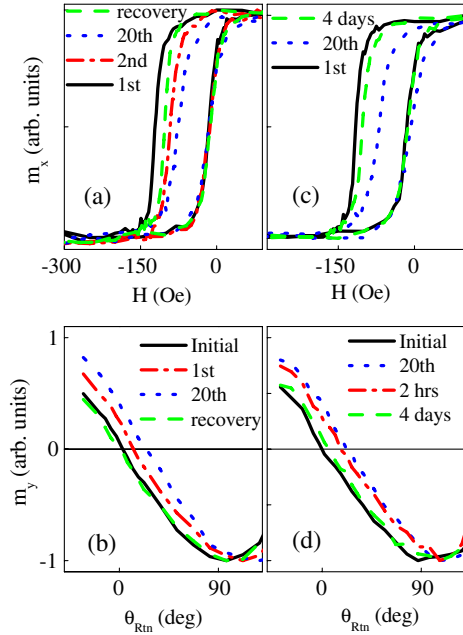 recovery
20th
2nd
1st
(a)
m_x (arb. units)
-300
-150
0
H (Oe)
4 days
20th
1st
(c)
-150
0
H (Oe)
Initial
1st
20th
recovery
(b)
m_y (arb. units)
1
0
-1
0
90
θ_Rtn (deg)
Initial
20th
2 hrs
4 days
(d)
0
90
θ_Rtn (deg)